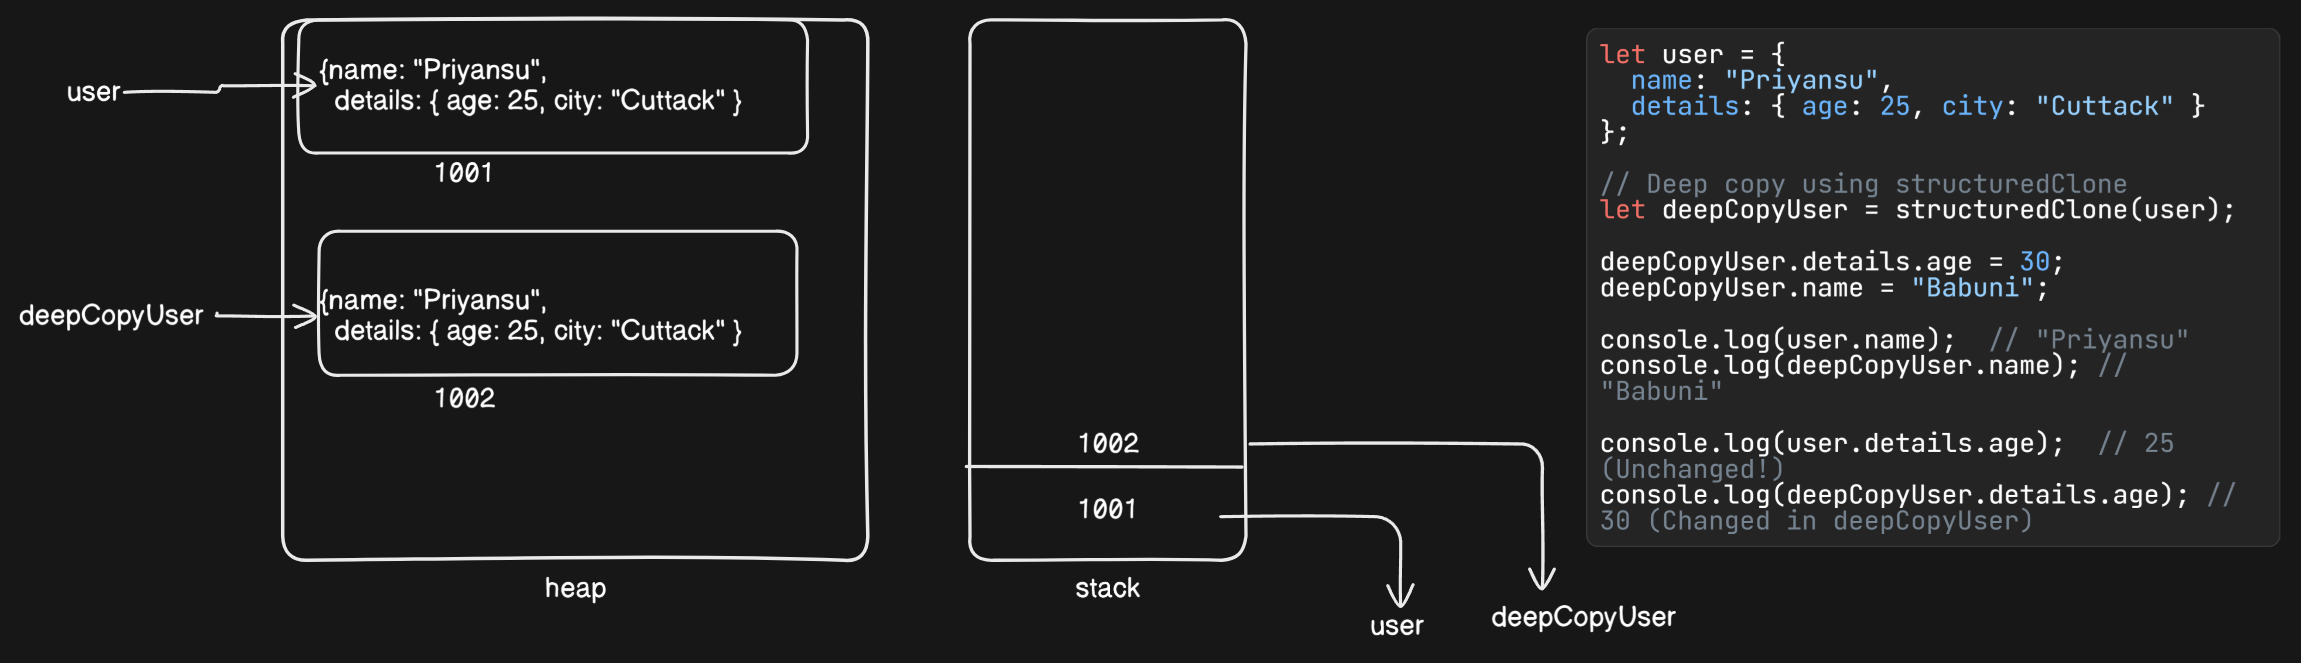 user
{name: "Priyansu",
details: { age: 25, city: "Cuttack" }
1001
deepCopyUser
{name: "Priyansu",
details: { age: 25, city: "Cuttack" }
1002
heap
1002
1001
stack
user
deepCopyUser
let user = {
  name: "Priyansu",
  details: { age: 25, city: "Cuttack" }
};
// Deep copy using structuredClone
let deepCopyUser = structuredClone(user);
deepCopyUser.details.age = 30;
deepCopyUser.name = "Babuni";
console.log(user.name);  // "Priyansu"
console.log(deepCopyUser.name); //
"Babuni"
console.log(user.details.age);  // 25
(Unchanged!)
console.log(deepCopyUser.details.age); //
30 (Changed in deepCopyUser)